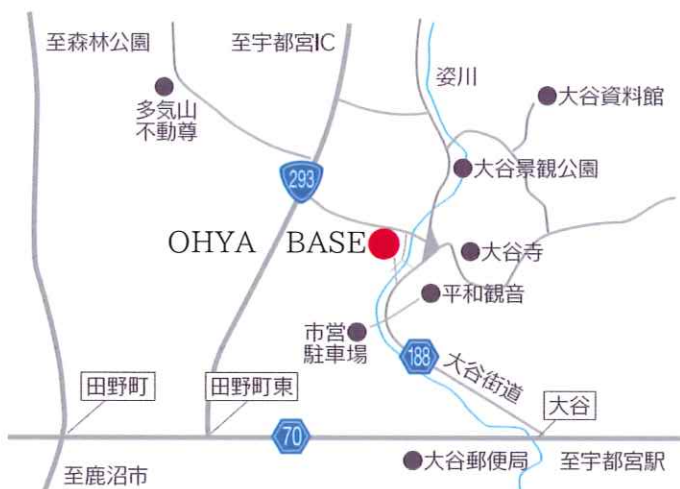 至森林公園
至宇都宮IC
姿川
大谷資料館
多気山
不動尊
大谷景観公園
293
OHYA BASE
大谷寺
平和観音
市営
駐車場
188
大谷街道
田野町
田野町東
大谷
70
至鹿沼市
大谷郵便局
至宇都宮駅